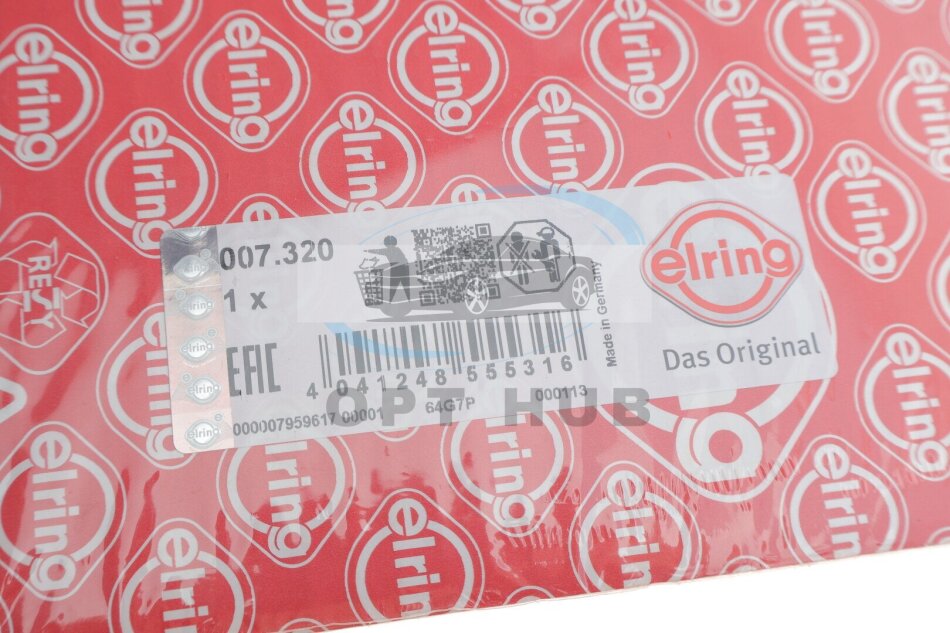 007.320
1 x
EAC
4 041248 555316
000007959617 00001 64G7P 000113
Made in Germany
elring
Das Original
OPT HUB